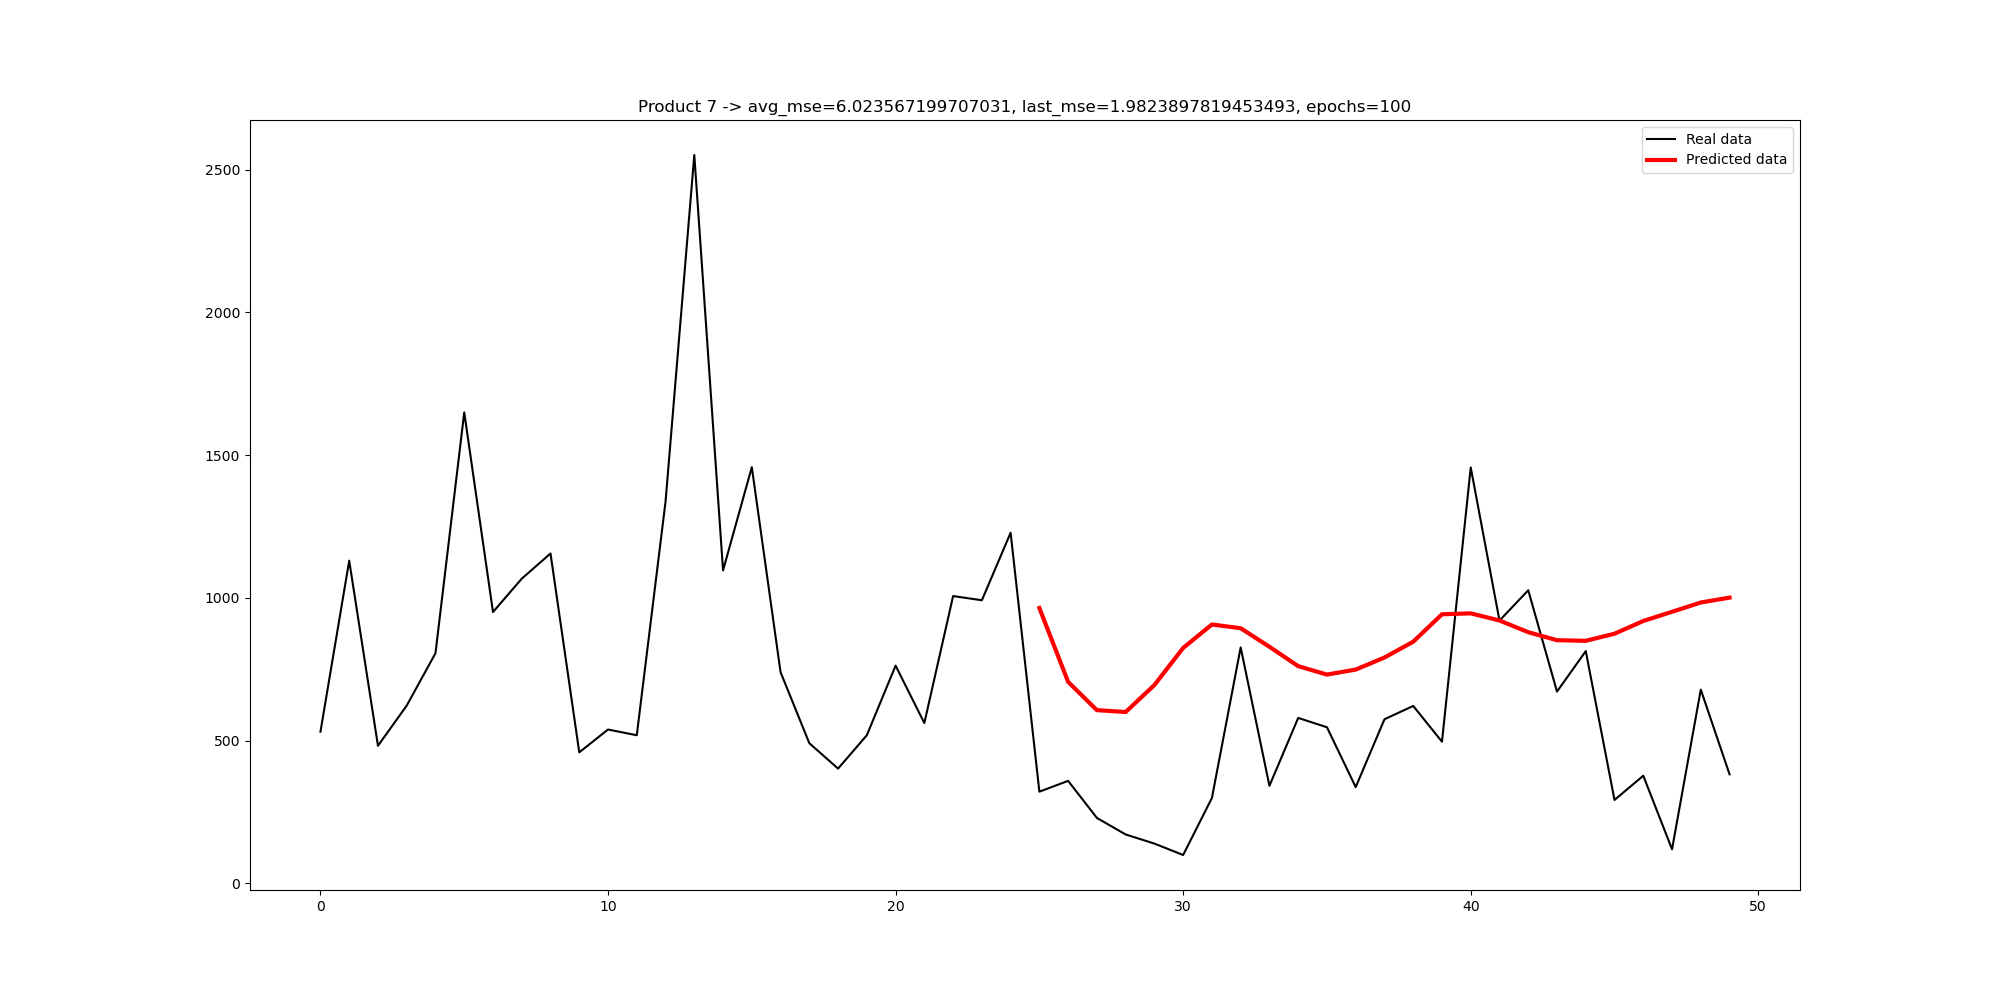 Product 7 -> avg_mse=6.023567199707031, last_mse=1.9823897819453493, epochs=100
Real data
Predicted data
2500
2000
1500
1000
500
0
0 10 20 30 40 50